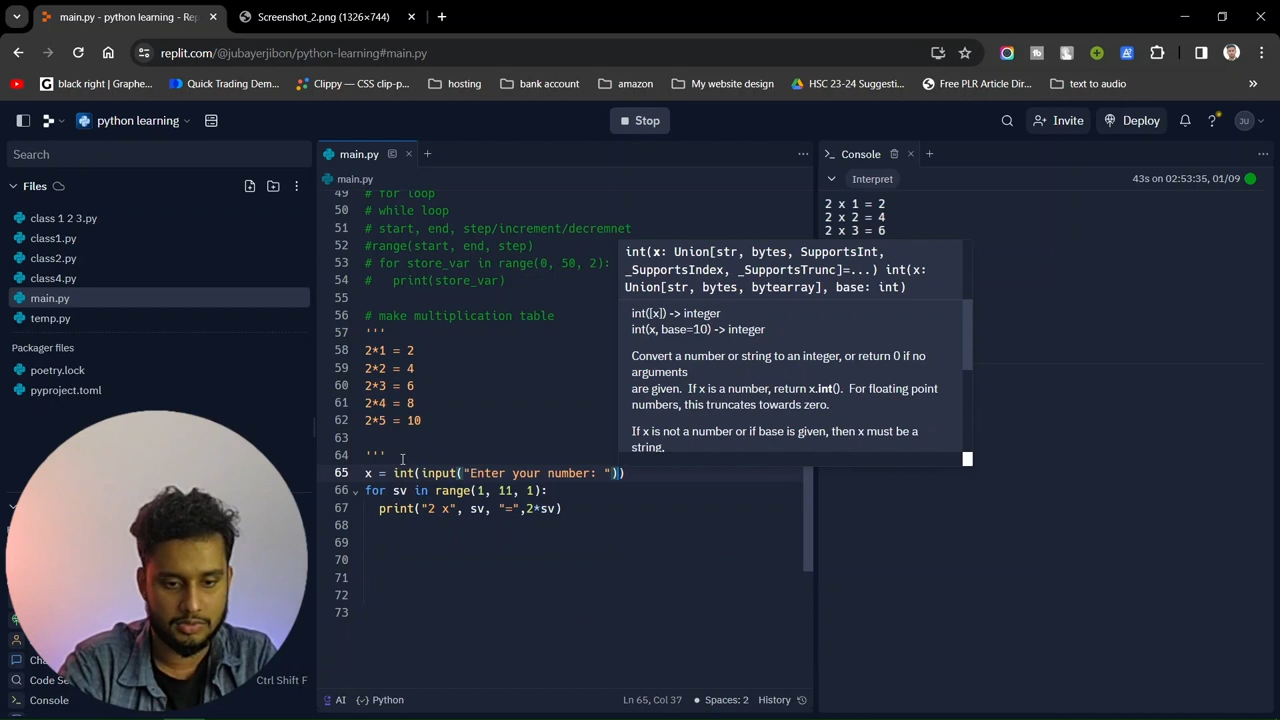 main.py - python learning - Rep
Screenshot_2.png (1326×744)
replit.com/@jubayerjibon/python-learning#main.py
black right | Graphe...
Quick Trading Dem...
Clippy — CSS clip-p...
hosting
bank account
amazon
My website design
HSC 23-24 Suggesti...
Free PLR Article Dir...
text to audio
python learning
Stop
Invite
Deploy
JU
Search
Files
class 1 2 3.py
class1.py
class2.py
class4.py
main.py
temp.py
Packager files
poetry.lock
pyproject.toml
Code Se
Ctrl Shift F
Console
main.py
main.py
49 # for loop
50 # while loop
51 # start, end, step/increment/decremnet
52 #range(start, end, step)
53 # for store_var in range(0, 50, 2):
54 #   print(store_var)
55
56 # make multiplication table
57 '''
58 2*1 = 2
59 2*2 = 4
60 2*3 = 6
61 2*4 = 8
62 2*5 = 10
63
64 '''
65 x = int(input("Enter your number: "))
66 for sv in range(1, 11, 1):
67   print("2 x", sv, "=",2*sv)
68
69
70
71
72
73
int(x: Union[str, bytes, SupportsInt,
_SupportsIndex, _SupportsTrunc]=...) int(x:
Union[str, bytes, bytearray], base: int)
int([x]) -> integer
int(x, base=10) -> integer
Convert a number or string to an integer, or return 0 if no
arguments
are given.  If x is a number, return x.int().  For floating point
numbers, this truncates towards zero.
If x is not a number or if base is given, then x must be a
string,
AI
Python
Ln 65, Col 37
Spaces: 2
History
Console
Interpret
43s on 02:53:35, 01/09
2 x 1 = 2
2 x 2 = 4
2 x 3 = 6